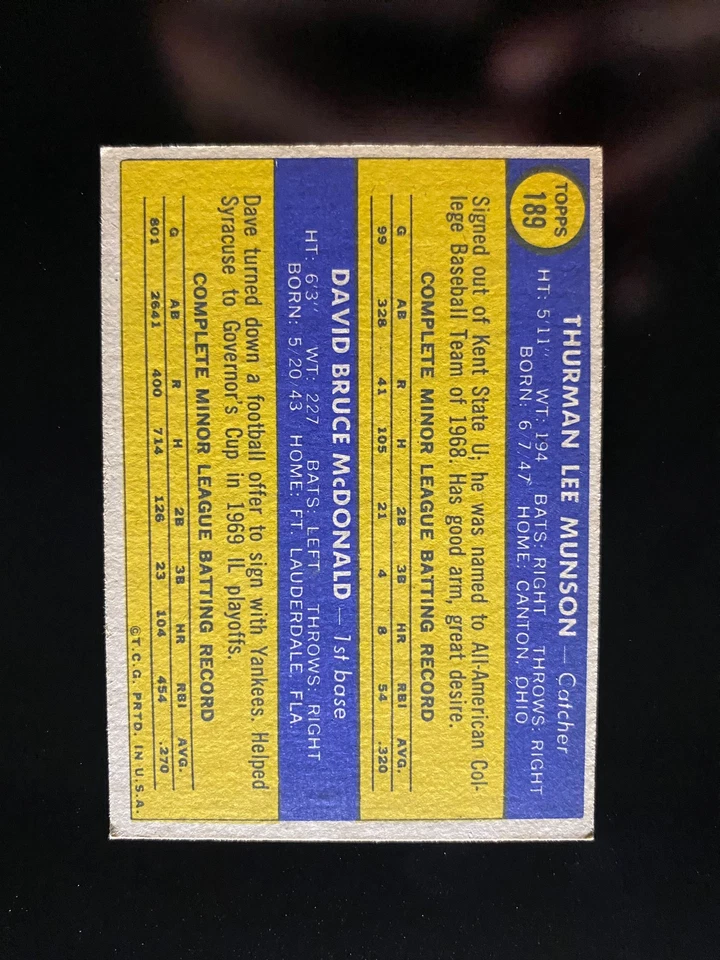 TOPPS
189
THURMAN LEE MUNSON — Catcher
HT: 5'11" WT: 194 BATS: RIGHT THROWS: RIGHT
BORN: 6/7/47 HOME: CANTON, OHIO
Signed out of Kent State U; he was named to All-American Col-
lege Baseball Team of 1968. Has good arm, great desire.
COMPLETE MINOR LEAGUE BATTING RECORD
G AB R H 2B 3B HR RBI AVG.
99 328 41 105 21 4 8 54 .320
DAVID BRUCE McDONALD — 1st base
HT: 6'3" WT: 227 BATS: LEFT THROWS: RIGHT
BORN: 5/20/43 HOME: FT. LAUDERDALE, FLA.
Dave turned down a football offer to sign with Yankees. Helped
Syracuse to Governor's Cup in 1969 IL playoffs.
COMPLETE MINOR LEAGUE BATTING RECORD
G AB R H 2B 3B HR RBI AVG.
801 2641 400 714 126 23 104 454 .270
©T.C.G. PRTD. IN U.S.A.